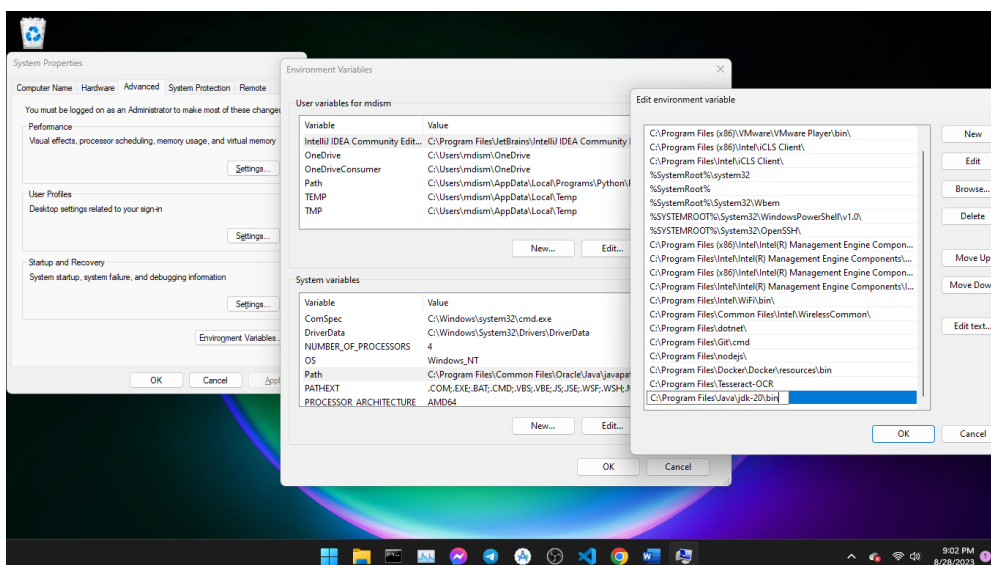 System Properties
Computer Name Hardware Advanced System Protection Remote
You must be logged on as an Administrator to make most of these changes
Performance
Visual effects, processor scheduling, memory usage, and virtual memory
Settings...
User Profiles
Desktop settings related to your sign-in
Settings...
Startup and Recovery
System startup, system failure, and debugging information
Settings...
Environment Variables..
OK Cancel Appl
Environment Variables
User variables for mdism
Variable Value
IntelliJ IDEA Community Edit... C:\Program Files\JetBrains\IntelliJ IDEA Community
OneDrive C:\Users\mdism\OneDrive
OneDriveConsumer C:\Users\mdism\OneDrive
Path C:\Users\mdism\AppData\Local\Programs\Python\
TEMP C:\Users\mdism\AppData\Local\Temp
TMP C:\Users\mdism\AppData\Local\Temp
New... Edit...
System variables
Variable Value
ComSpec C:\Windows\system32\cmd.exe
DriverData C:\Windows\System32\Drivers\DriverData
NUMBER_OF_PROCESSORS 4
OS Windows_NT
Path C:\Program Files\Common Files\Oracle\Java\javapat
PATHEXT .COM;.EXE;.BAT;.CMD;.VBS;.VBE;.JS;.JSE;.WSF;.WSH;.
PROCESSOR_ARCHITECTURE AMD64
New... Edit...
OK Cancel
Edit environment variable
C:\Program Files (x86)\VMware\VMware Player\bin\
C:\Program Files (x86)\Intel\iCLS Client\
C:\Program Files\Intel\iCLS Client\
%SystemRoot%\system32
%SystemRoot%
%SystemRoot%\System32\Wbem
%SYSTEMROOT%\System32\WindowsPowerShell\v1.0\
%SYSTEMROOT%\System32\OpenSSH\
C:\Program Files (x86)\Intel\Intel(R) Management Engine Compon...
C:\Program Files\Intel\Intel(R) Management Engine Components\...
C:\Program Files (x86)\Intel\Intel(R) Management Engine Compon...
C:\Program Files\Intel\Intel(R) Management Engine Components\I...
C:\Program Files\Intel\WiFi\bin\
C:\Program Files\Common Files\Intel\WirelessCommon\
C:\Program Files\dotnet\
C:\Program Files\Git\cmd
C:\Program Files\nodejs\
C:\Program Files\Docker\Docker\resources\bin
C:\Program Files\Tesseract-OCR
C:\Program Files\Java\jdk-20\bin
New
Edit
Browse...
Delete
Move Up
Move Dow
Edit text...
OK Cancel
9:02 PM
8/28/2023
1